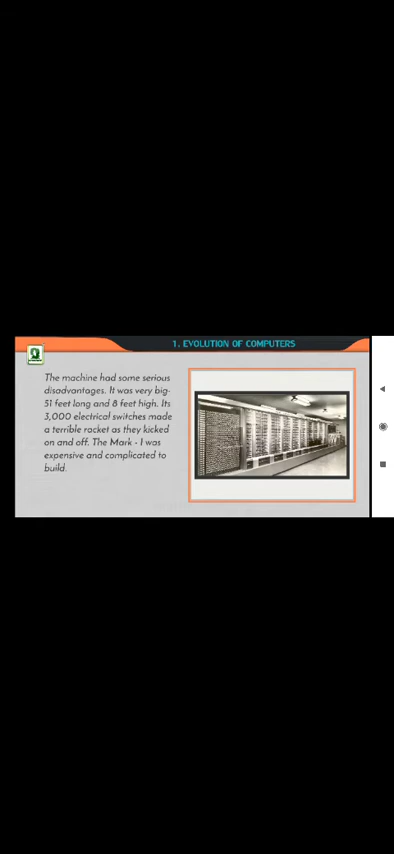 1. EVOLUTION OF COMPUTERS
The machine had some serious
disadvantages. It was very big-
51 feet long and 8 feet high. Its
3,000 electrical switches made
a terrible racket as they kicked
on and off. The Mark - I was
expensive and complicated to
build.